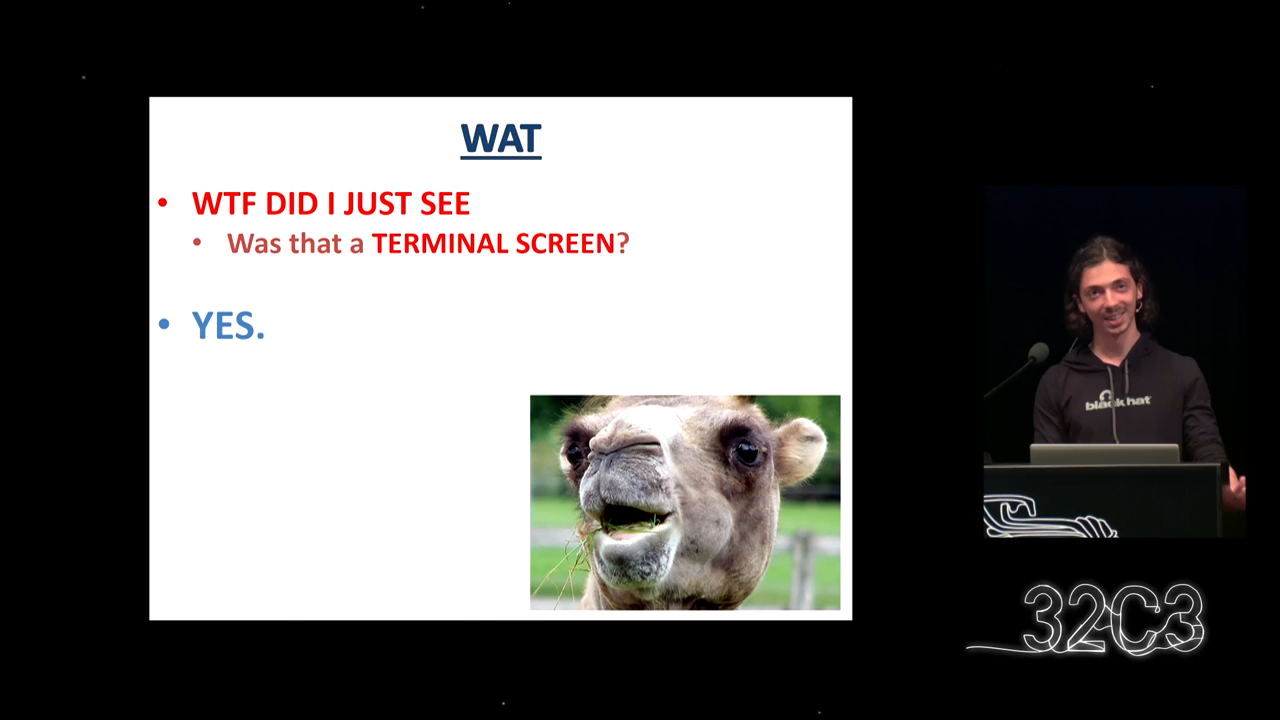 WAT
• WTF DID I JUST SEE
• Was that a TERMINAL SCREEN?
• YES.
black hat
32C3